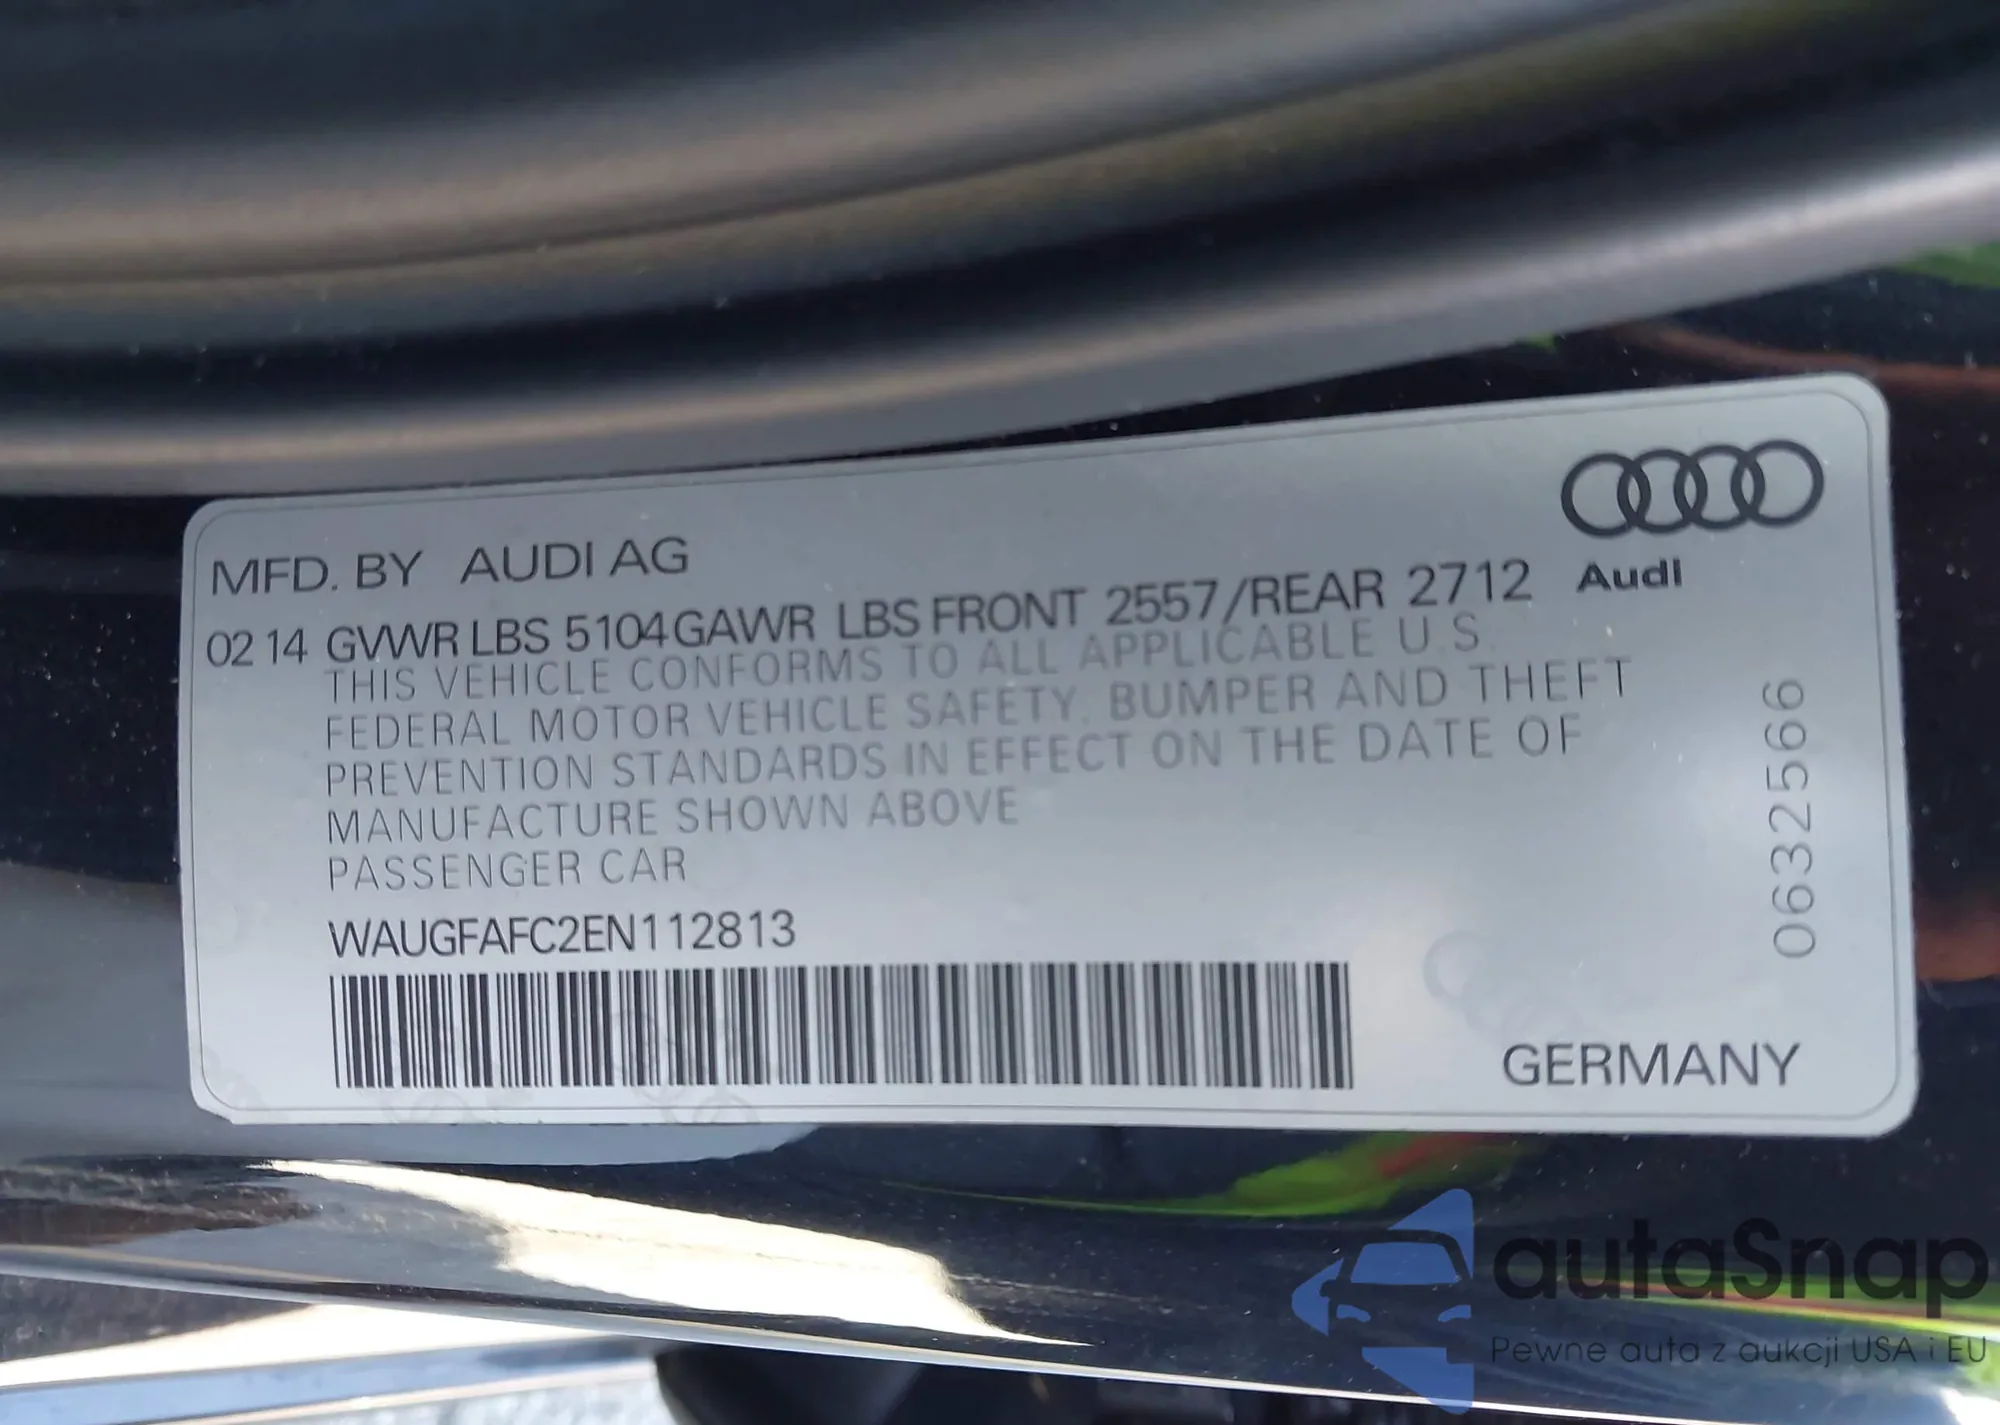 MFD. BY AUDI AG
Audi
02 14 GVWR LBS 5104 GAWR LBS FRONT 2557/REAR 2712
THIS VEHICLE CONFORMS TO ALL APPLICABLE U.S.
FEDERAL MOTOR VEHICLE SAFETY, BUMPER AND THEFT
PREVENTION STANDARDS IN EFFECT ON THE DATE OF
MANUFACTURE SHOWN ABOVE
PASSENGER CAR
WAUGFAFC2EN112813
GERMANY
0632566
autaSnap
Pewne auta z aukcji USA i EU